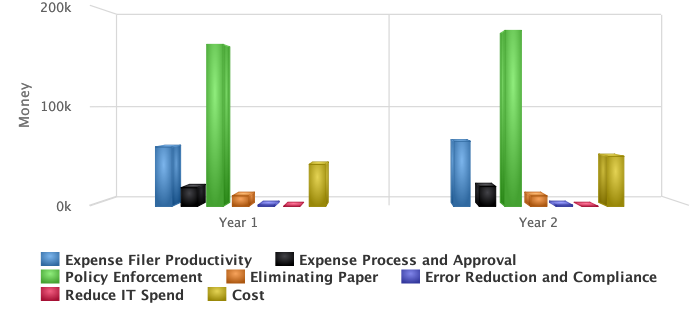 200k
100k
0k
Money
Year 1
Year 2
Expense Filer Productivity
Expense Process and Approval
Policy Enforcement
Eliminating Paper
Error Reduction and Compliance
Reduce IT Spend
Cost